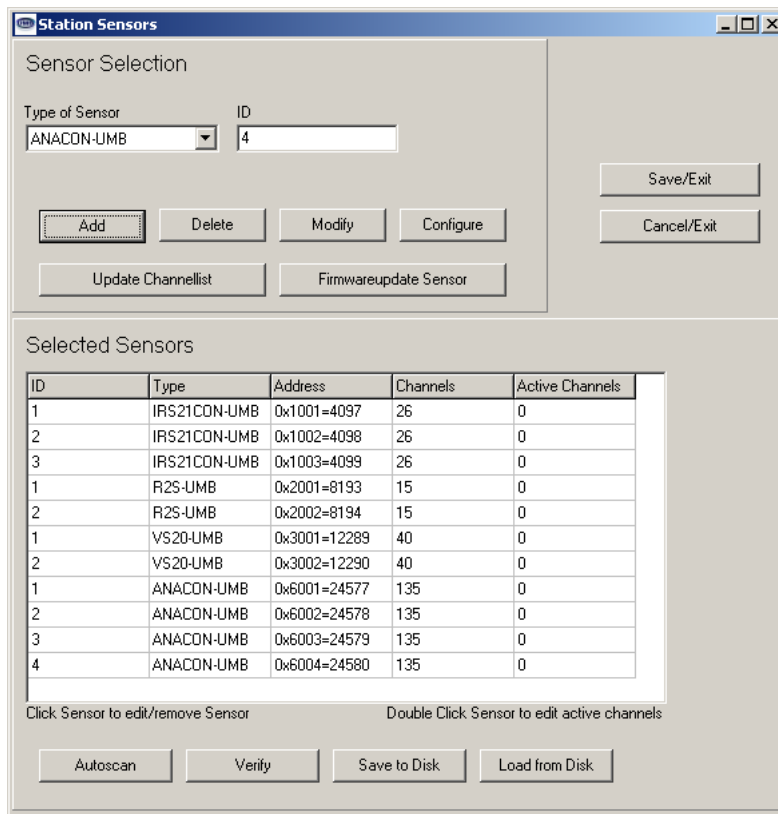 Station Sensors
Sensor Selection
Type of Sensor ID
ANACON-UMB 4
Save/Exit
Add Delete Modify Configure Cancel/Exit
Update Channellist Firmwareupdate Sensor
Selected Sensors
ID Type Address Channels Active Channels
1 IRS21CON-UMB 0x1001=4097 26 0
2 IRS21CON-UMB 0x1002=4098 26 0
3 IRS21CON-UMB 0x1003=4099 26 0
1 R2S-UMB 0x2001=8193 15 0
2 R2S-UMB 0x2002=8194 15 0
1 VS20-UMB 0x3001=12289 40 0
2 VS20-UMB 0x3002=12290 40 0
1 ANACON-UMB 0x6001=24577 135 0
2 ANACON-UMB 0x6002=24578 135 0
3 ANACON-UMB 0x6003=24579 135 0
4 ANACON-UMB 0x6004=24580 135 0
Click Sensor to edit/remove Sensor Double Click Sensor to edit active channels
Autoscan Verify Save to Disk Load from Disk